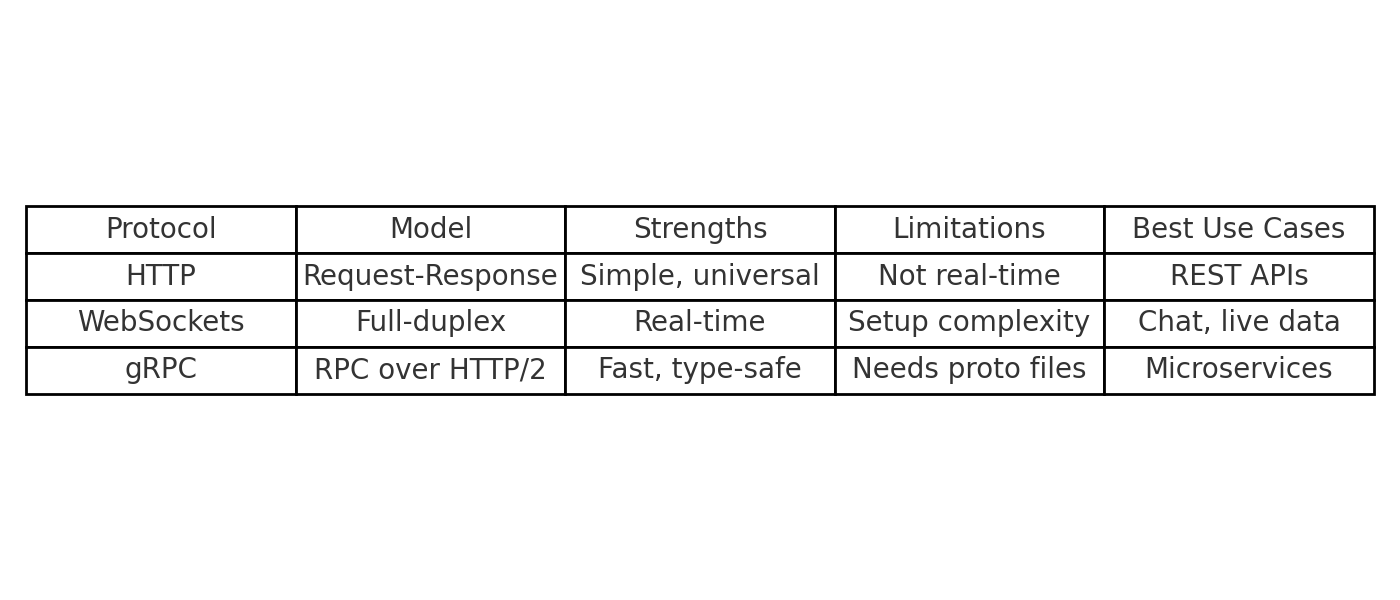 Protocol Model Strengths Limitations Best Use Cases
HTTP Request-Response Simple, universal Not real-time REST APIs
WebSockets Full-duplex Real-time Setup complexity Chat, live data
gRPC RPC over HTTP/2 Fast, type-safe Needs proto files Microservices